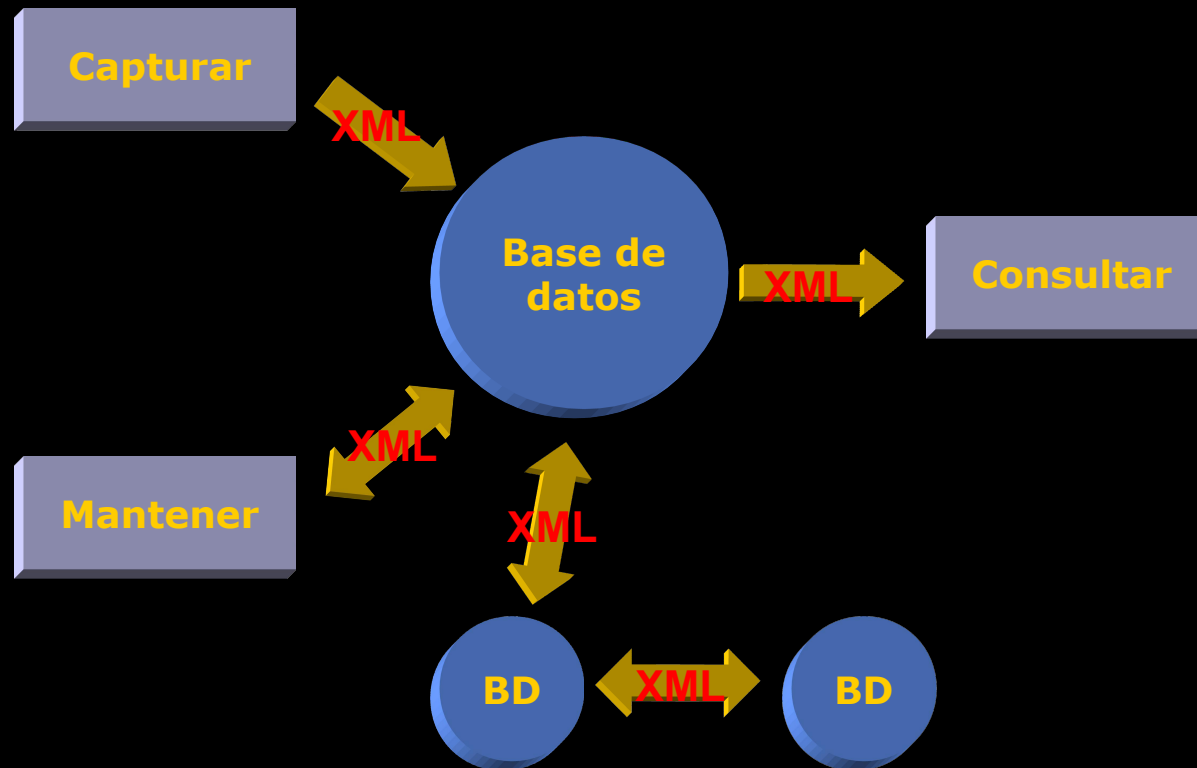 Capturar
XML
Base de
datos
XML
Consultar
XML
Mantener
XML
BD
XML
BD